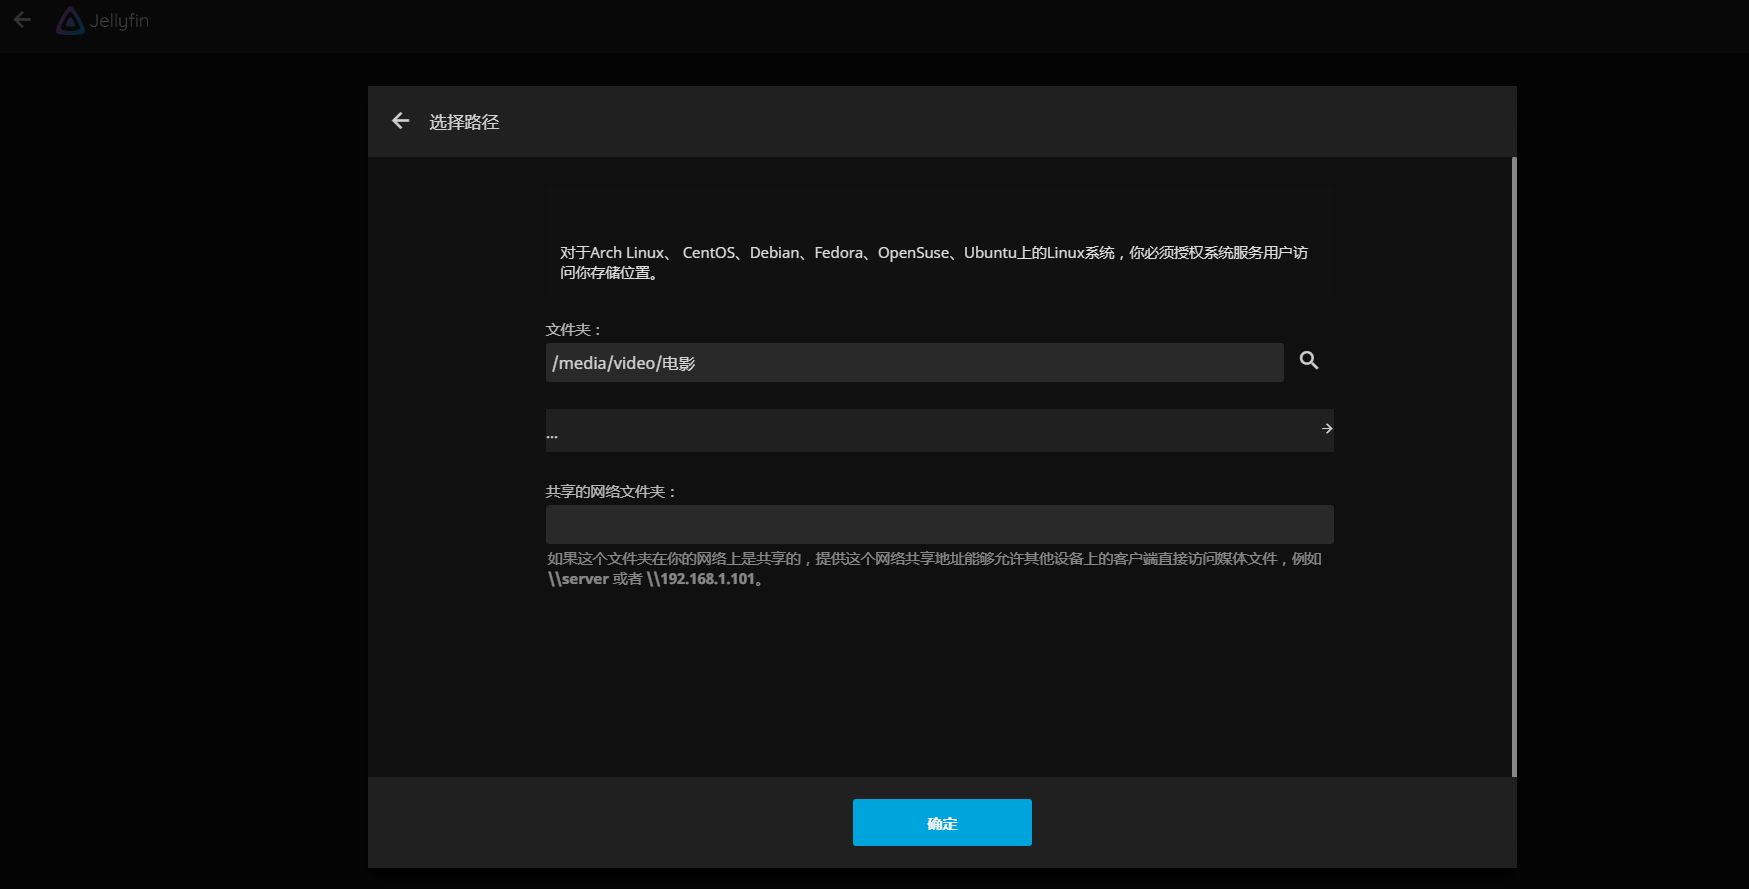 Jellyfin
选择路径
对于Arch Linux、 CentOS、Debian、Fedora、OpenSuse、Ubuntu上的Linux系统，你必须授权系统服务用户访
问你存储位置。
文件夹：
/media/video/电影
...
共享的网络文件夹：
如果这个文件夹在你的网络上是共享的，提供这个网络共享地址能够允许其他设备上的客户端直接访问媒体文件，例如
\\server 或者 \\192.168.1.101。
确定